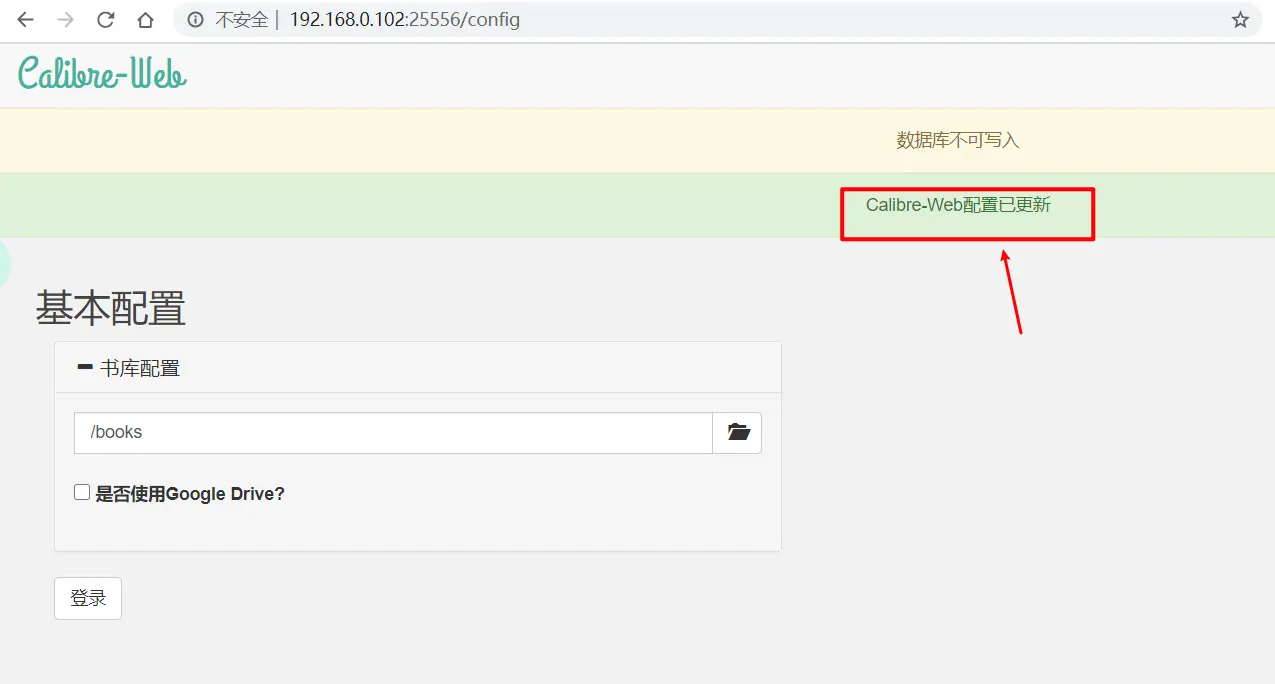 不安全 192.168.0.102:25556/config
Calibre-Web
数据库不可写入
Calibre-Web配置已更新
基本配置
书库配置
/books
是否使用Google Drive?
登录